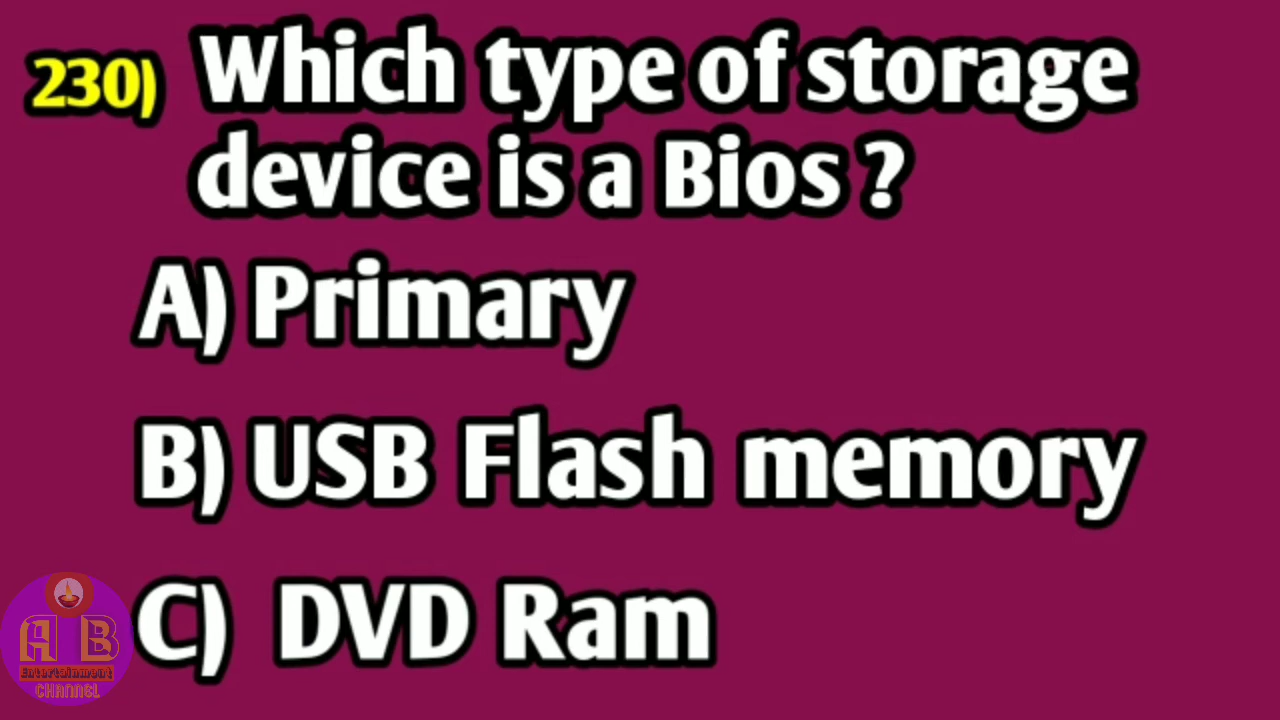 230) Which type of storage
device is a Bios ?
A) Primary
B) USB Flash memory
C) DVD Ram
A B
Entertainment
CHANNEL